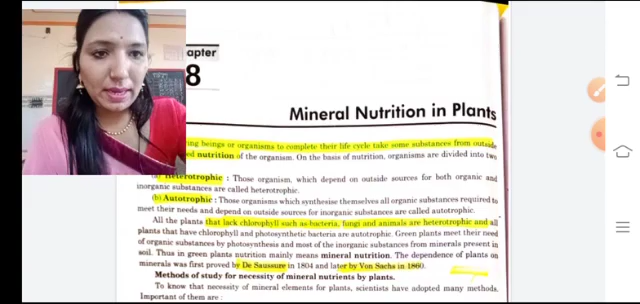 apter
8
Mineral Nutrition in Plants
ing beings or organisms to complete their life cycle take some substances from outside
ed nutrition of the organism. On the basis of nutrition, organisms are divided into two
(a) Heterotrophic : Those organism, which depend on outside sources for both organic and
inorganic substances are called heterotrophic.
(b) Autotrophic : Those organisms which synthesise themselves all organic substances required to
meet their needs and depend on outside sources for inorganic substances are called autotrophic.
All the plants that lack chlorophyll such as bacteria, fungi and animals are heterotrophic and all
plants that have chlorophyll and photosynthetic bacteria are autotrophic. Green plants meet their need
of organic substances by photosynthesis and most of the inorganic substances from minerals present in
soil. Thus in green plants nutrition mainly means mineral nutrition. The dependence of plants on
minerals was first proved by De Saussure in 1804 and later by Von Sachs in 1860.
Methods of study for necessity of mineral nutrients by plants.
To know that necessity of mineral elements for plants, scientists have adopted many methods.
Important of them are :